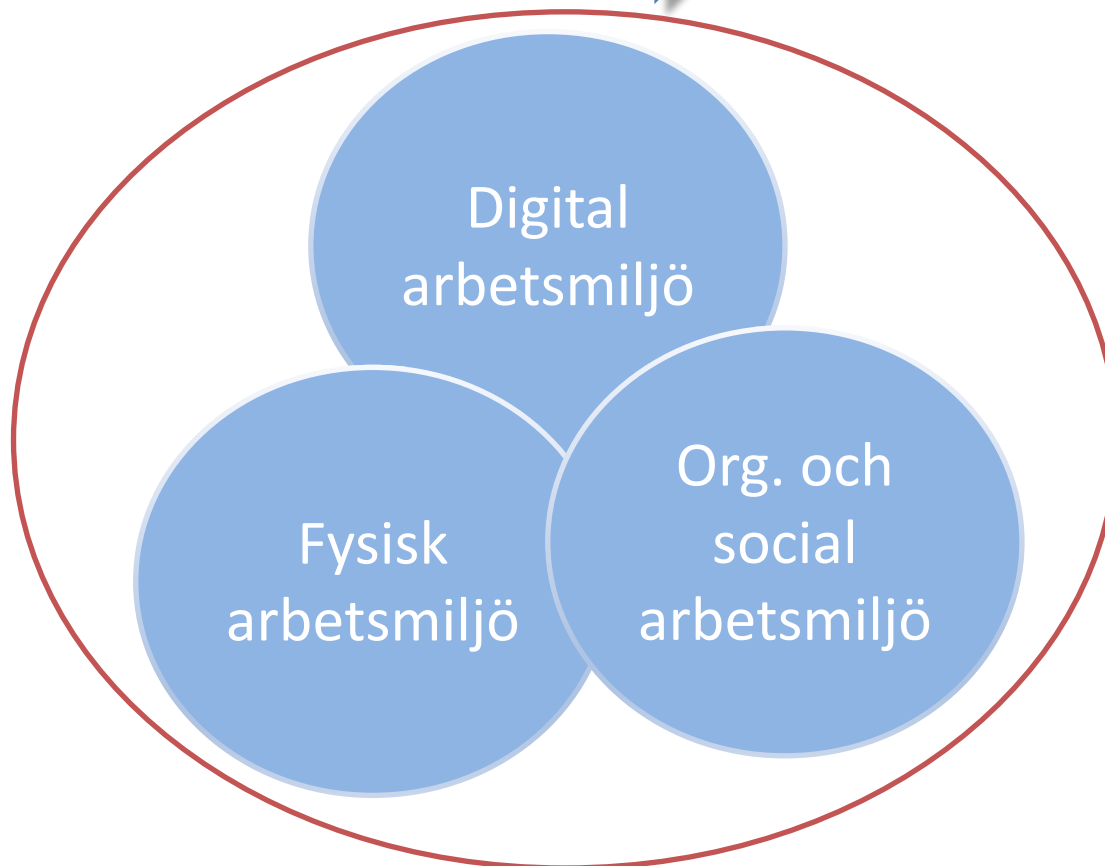 Digital
arbetsmiljö
Fysisk
arbetsmiljö
Org. och
social
arbetsmiljö